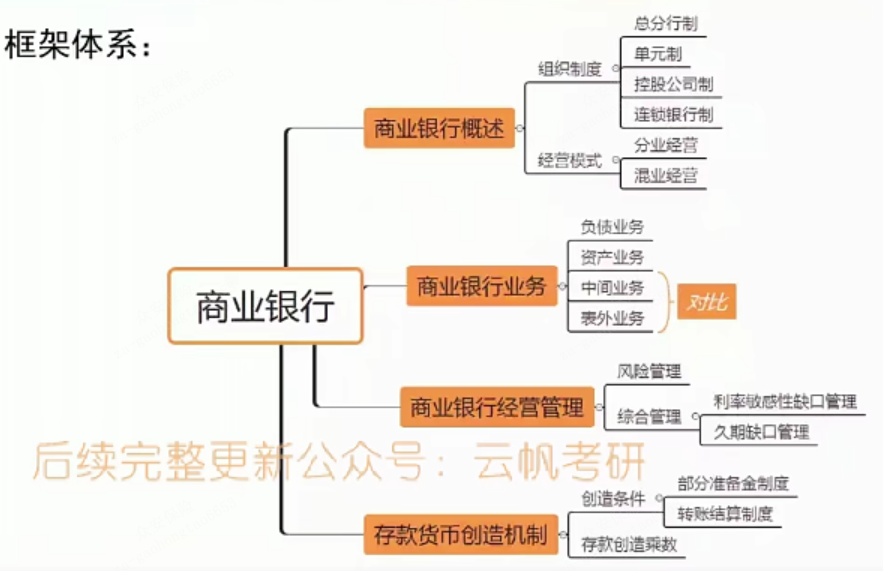 框架体系：
商业银行
商业银行概述
组织制度
总分行制
单元制
控股公司制
连锁银行制
经营模式
分业经营
混业经营
商业银行业务
负债业务
资产业务
中间业务
表外业务
对比
商业银行经营管理
风险管理
综合管理
利率敏感性缺口管理
久期缺口管理
后续完整更新公众号：云帆考研
存款货币创造机制
创造条件
部分准备金制度
转账结算制度
存款创造乘数